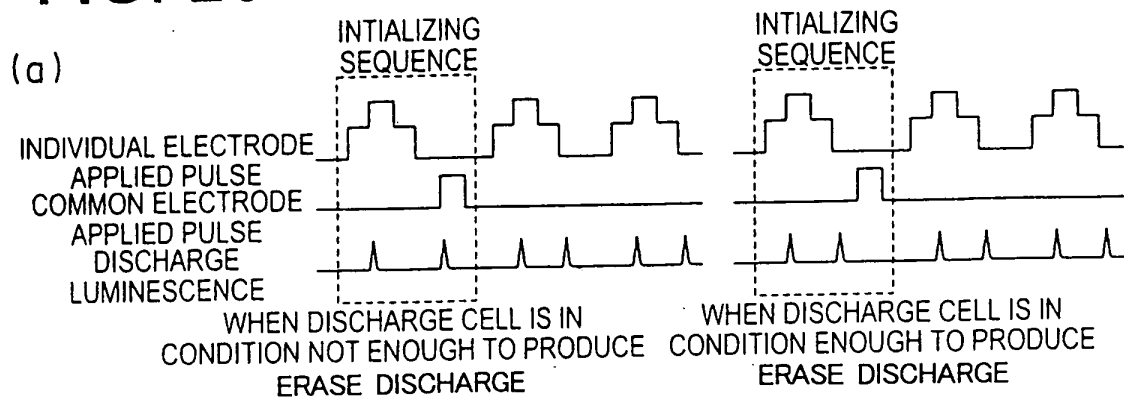 (a)
INTIALIZING
SEQUENCE
INTIALIZING
SEQUENCE
INDIVIDUAL ELECTRODE
APPLIED PULSE
COMMON ELECTRODE
APPLIED PULSE
DISCHARGE
LUMINESCENCE
WHEN DISCHARGE CELL IS IN
CONDITION NOT ENOUGH TO PRODUCE
ERASE DISCHARGE
WHEN DISCHARGE CELL IS IN
CONDITION ENOUGH TO PRODUCE
ERASE DISCHARGE